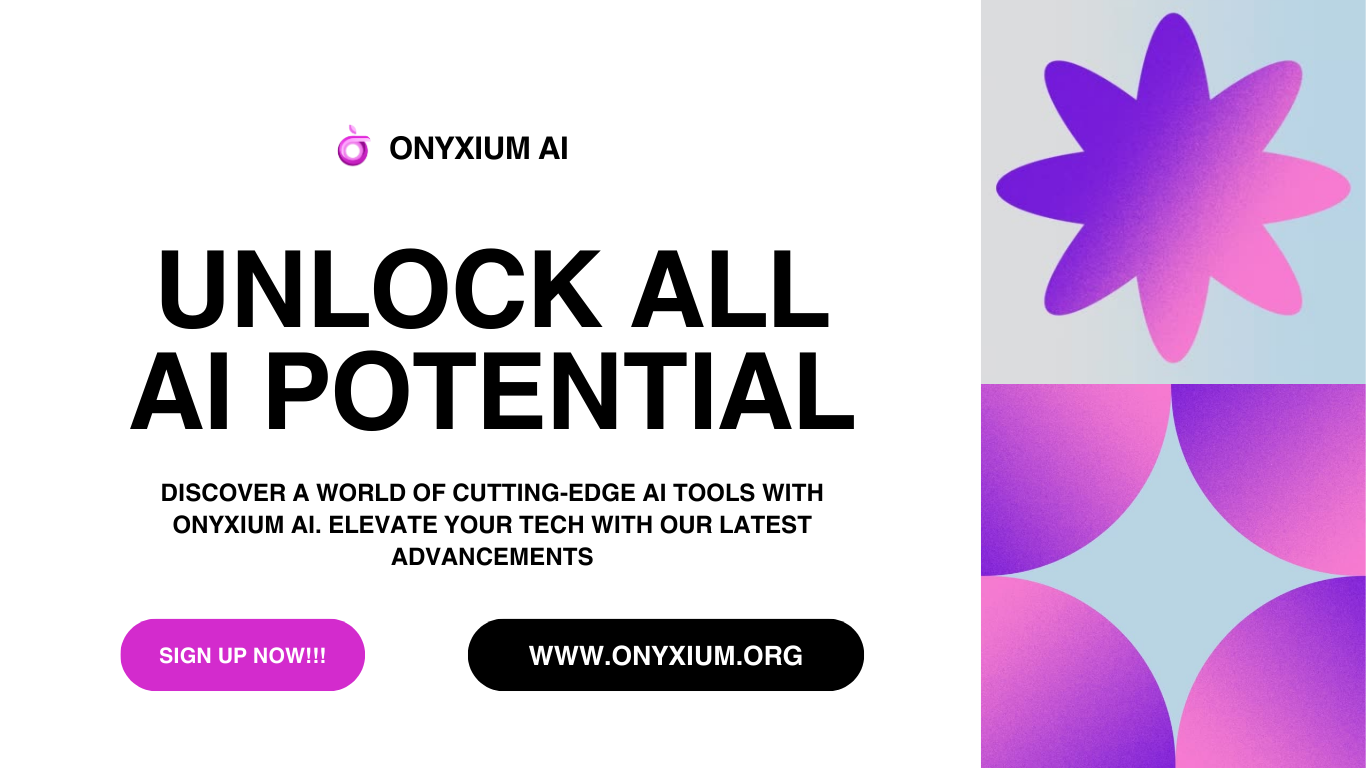 ONYXIUM AI
UNLOCK ALL
AI POTENTIAL
DISCOVER A WORLD OF CUTTING-EDGE AI TOOLS WITH
ONYXIUM AI. ELEVATE YOUR TECH WITH OUR LATEST
ADVANCEMENTS
SIGN UP NOW!!!
WWW.ONYXIUM.ORG